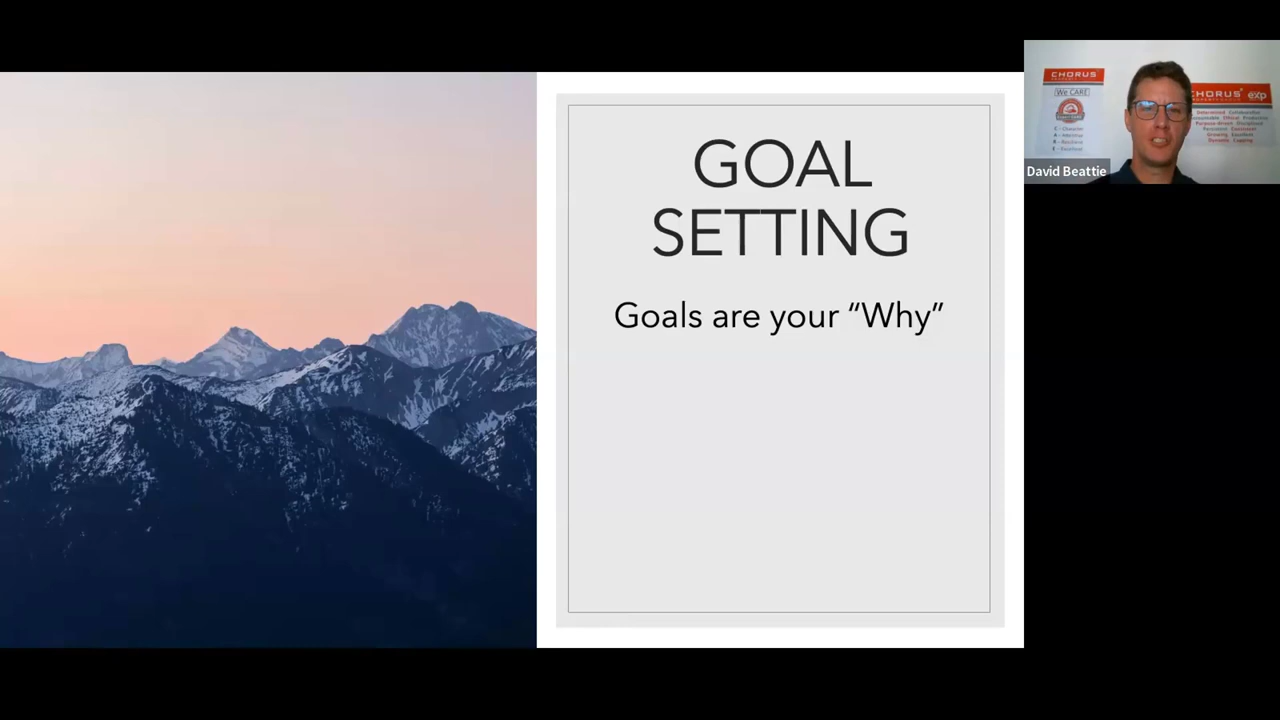 GOAL
SETTING
Goals are your “Why”
CHORUS
We CARE
CHORUS® exp
David Beattie